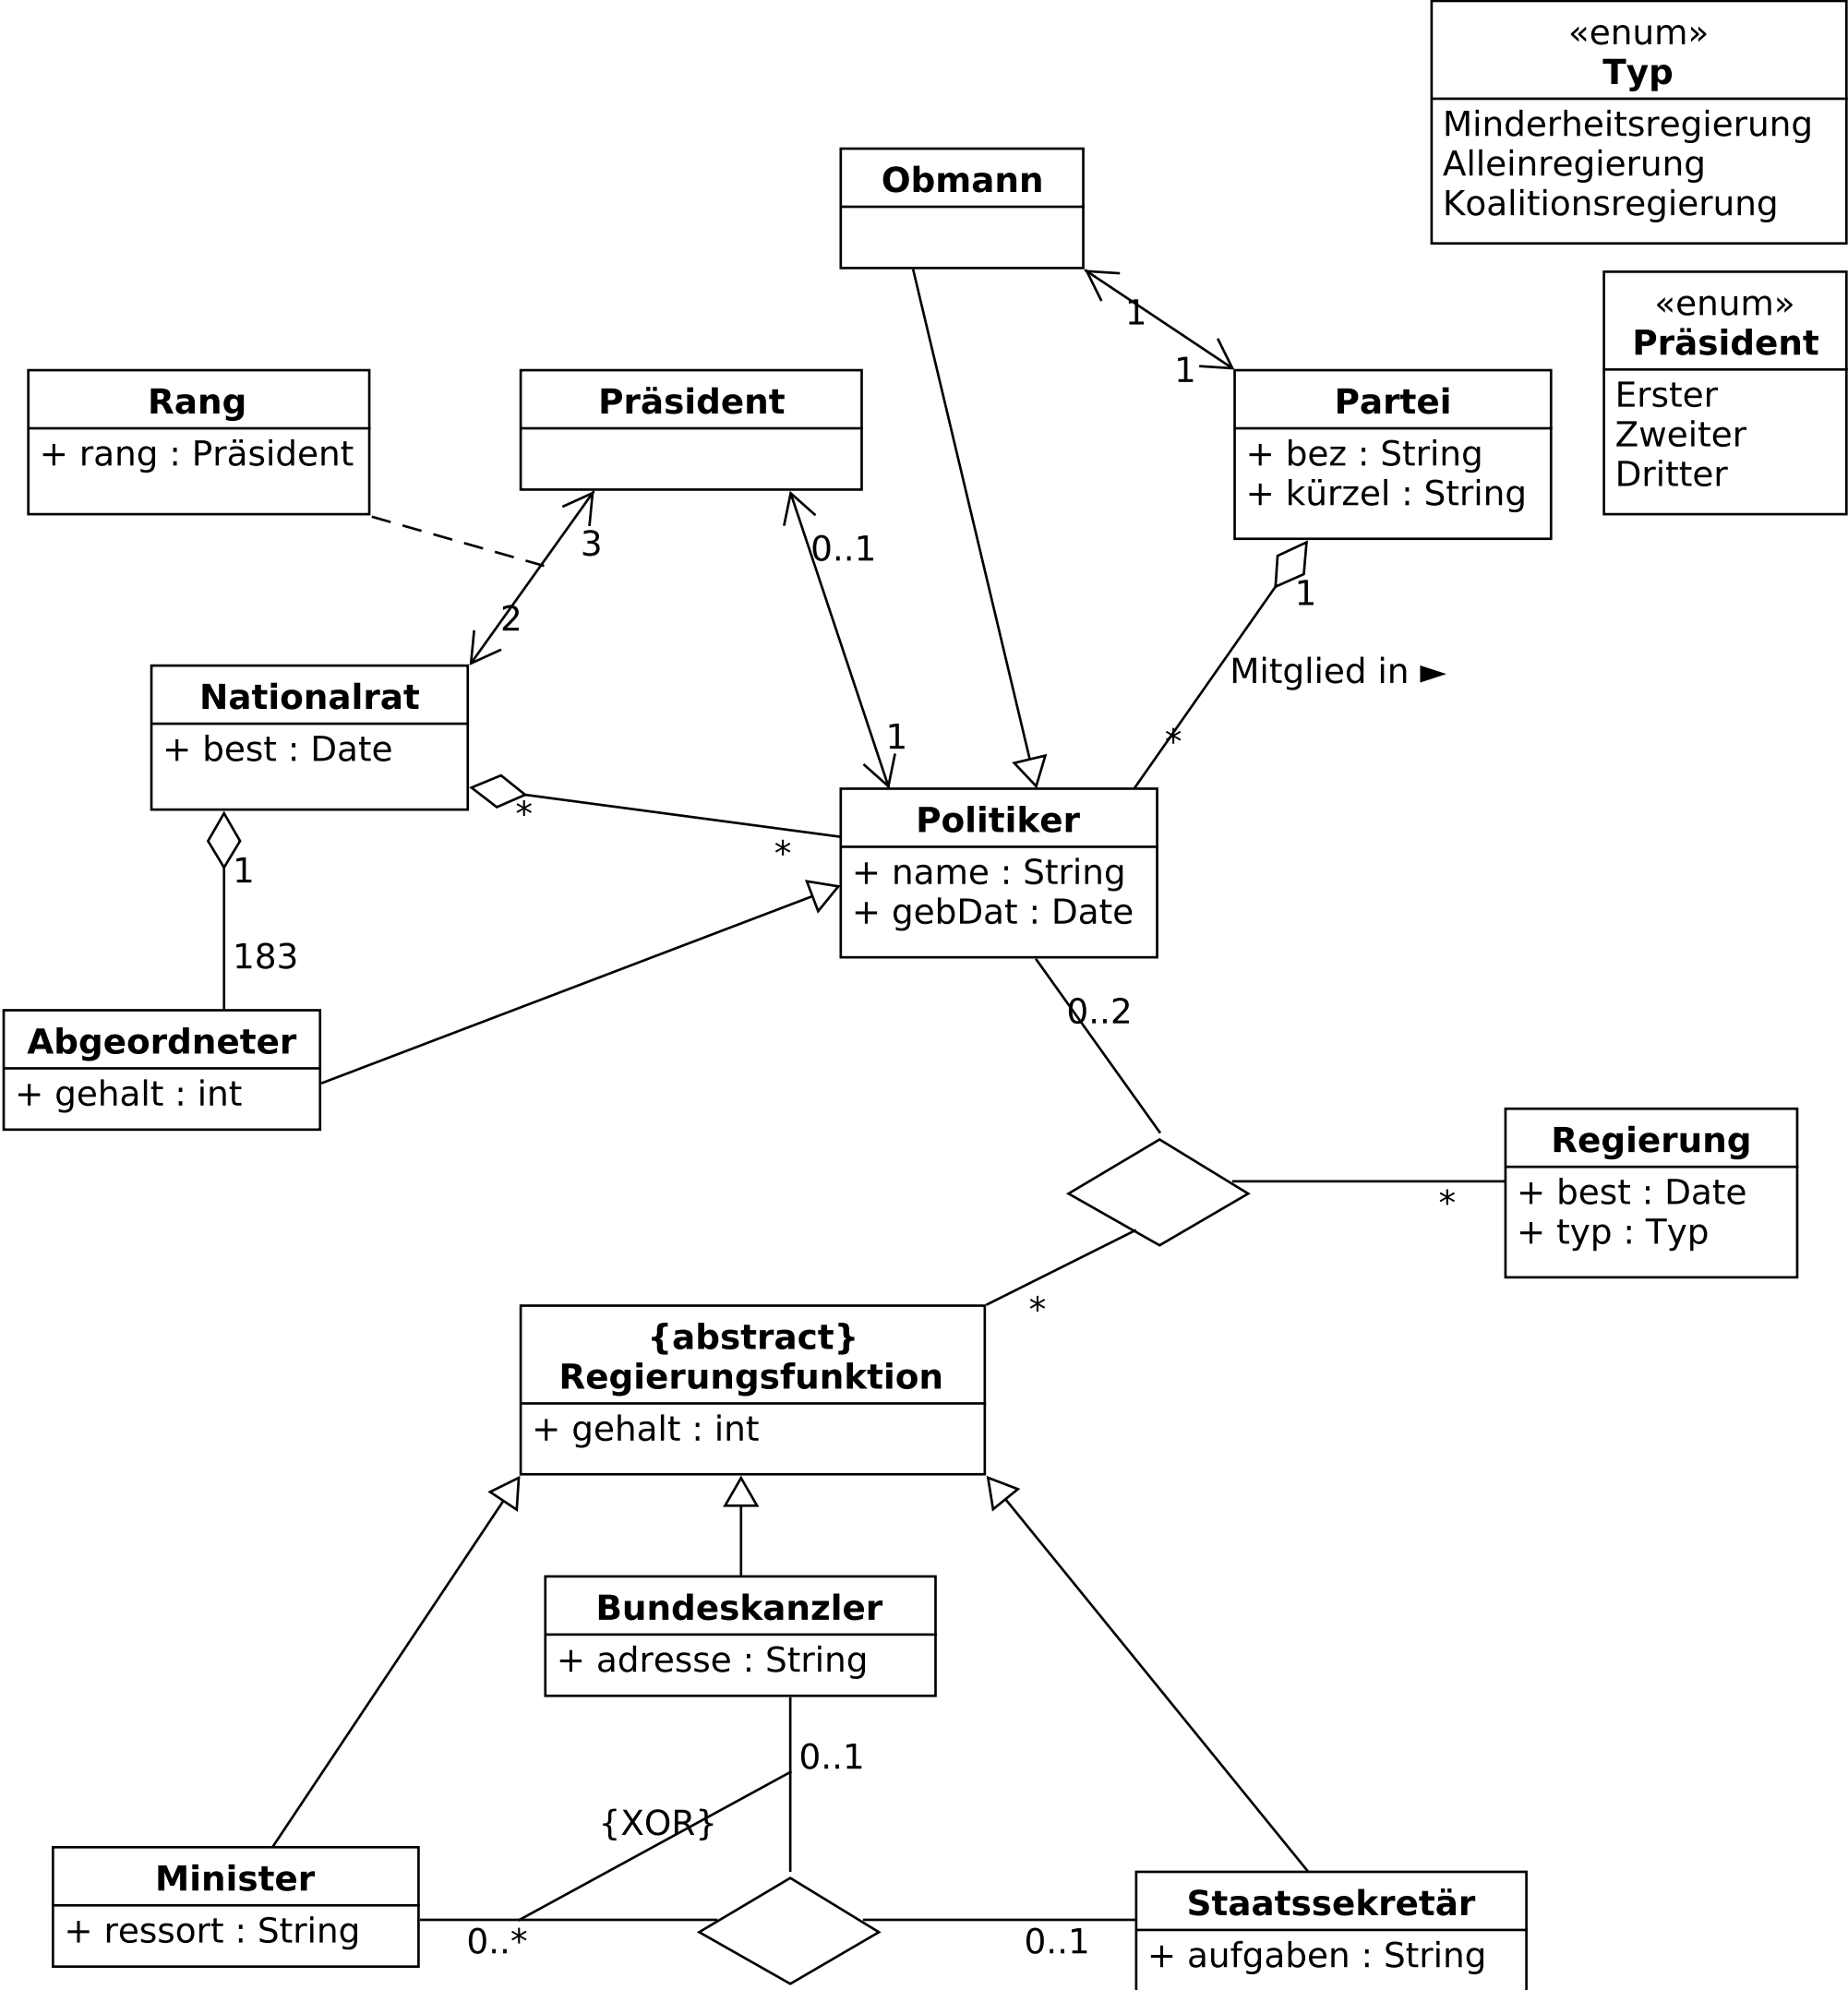 «enum»
Typ
Minderheitsregierung
Alleinregierung
Koalitionsregierung
Obmann
«enum»
Präsident
Erster
Zweiter
Dritter
1
1
Rang
+ rang : Präsident
Präsident
Partei
+ bez : String
+ kürzel : String
3
0..1
2
1
Mitglied in ►
*
1
Nationalrat
+ best : Date
*
*
Politiker
+ name : String
+ gebDat : Date
1
183
Abgeordneter
+ gehalt : int
0..2
Regierung
+ best : Date
+ typ : Typ
*
*
{abstract}
Regierungsfunktion
+ gehalt : int
Bundeskanzler
+ adresse : String
0..1
{XOR}
Minister
+ ressort : String
0..*
0..1
Staatssekretär
+ aufgaben : String